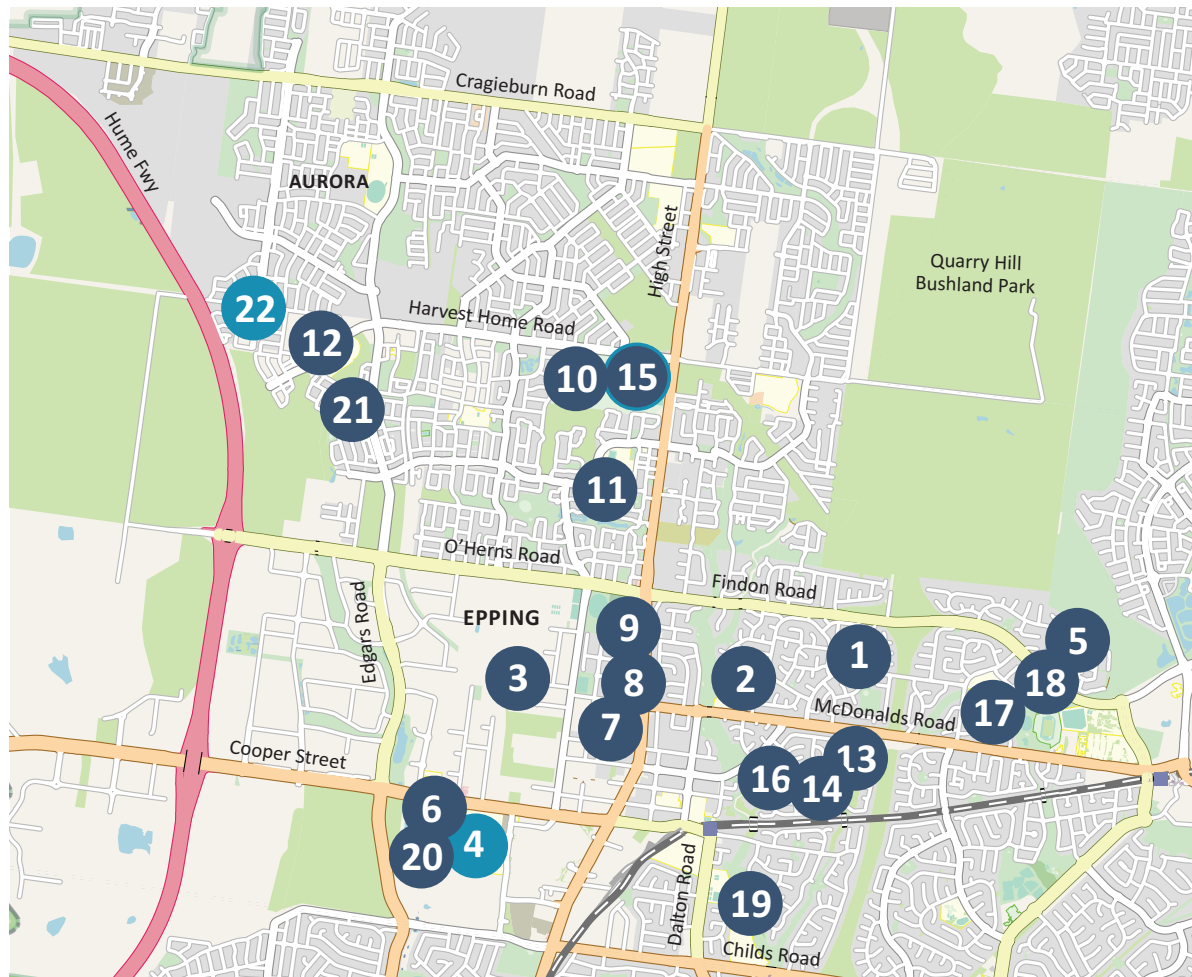 Cragieburn Road
Hume Fwy
AURORA
High Street
Quarry Hill
Bushland Park
22
Harvest Home Road
12
10
15
21
11
O'Herns Road
Findon Road
Edgars Road
EPPING
9
5
1
3
8
2
18
McDonalds Road
17
7
Cooper Street
13
16
14
6
4
20
Dalton Road
19
Childs Road